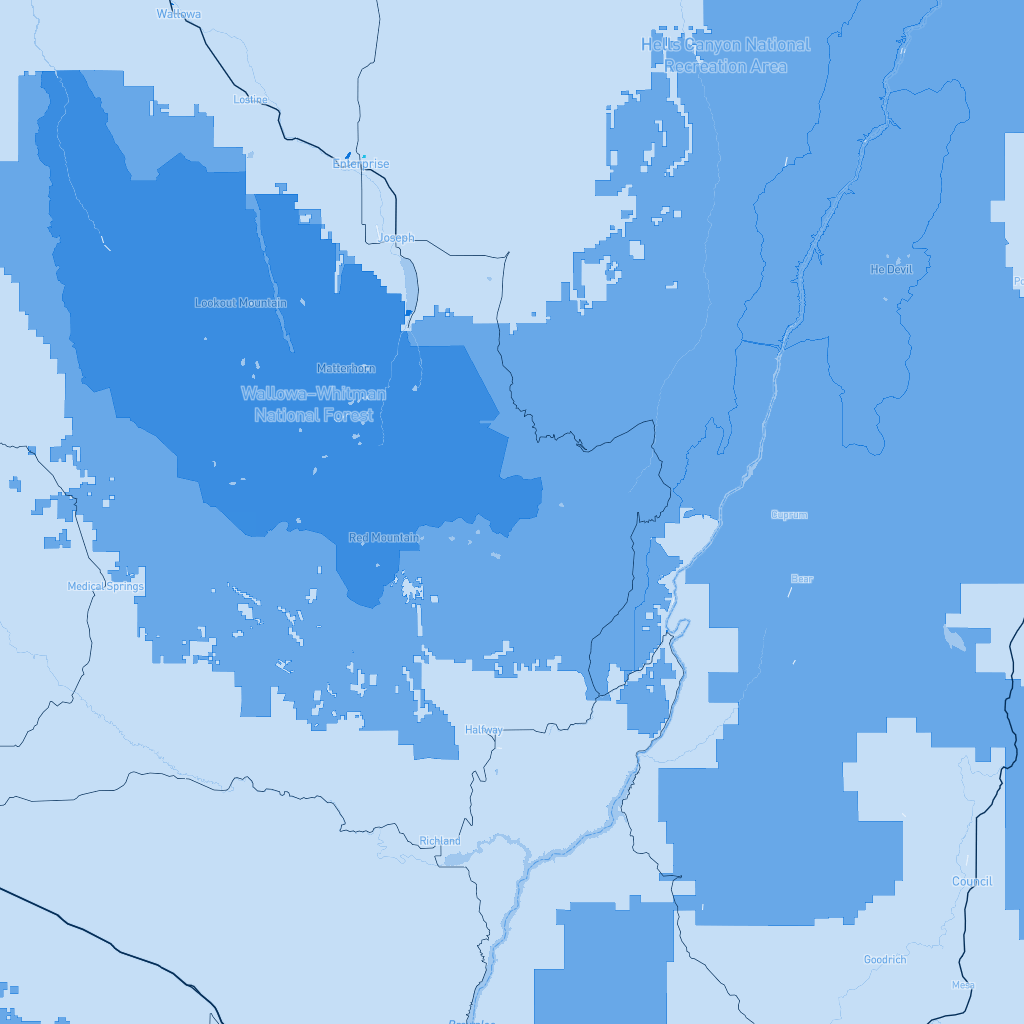 Wallowa
Hells Canyon National
Recreation Area
Lostine
Enterprise
Joseph
He Devil
Lookout Mountain
Matterhorn
Wallowa–Whitman
National Forest
Cuprum
Red Mountain
Bear
Medical Springs
Halfway
Richland
Council
Goodrich
Mesa